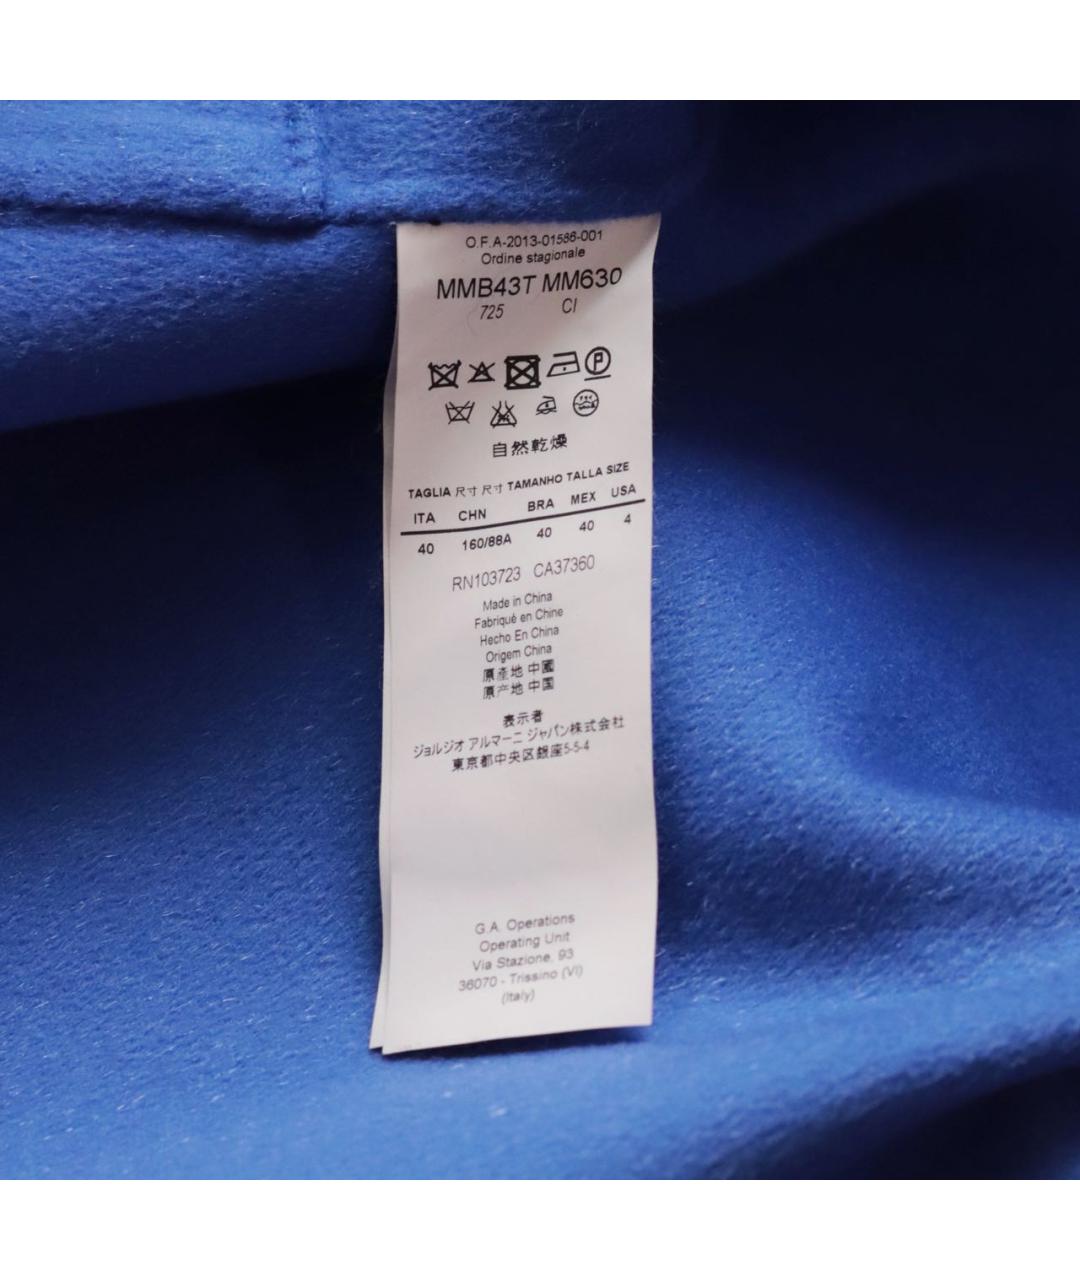 O.F.A-2013-01586-001
Ordine stagionale
MMB43T MM630
725 CI
P
自然乾燥
TAGLIA 尺寸 尺寸 TAMANHO TALLA SIZE
ITA CHN BRA MEX USA
40 160/88A 40 40 4
RN103723 CA37360
Made in China
Fabriqué en Chine
Hecho En China
Origem China
原產地 中國
原产地 中国
表示者
ジョルジオ アルマーニ ジャパン株式会社
東京都中央区銀座5-5-4
G.A. Operations
Operating Unit
Via Stazione, 93
36070 - Trissino (VI)
(Italy)